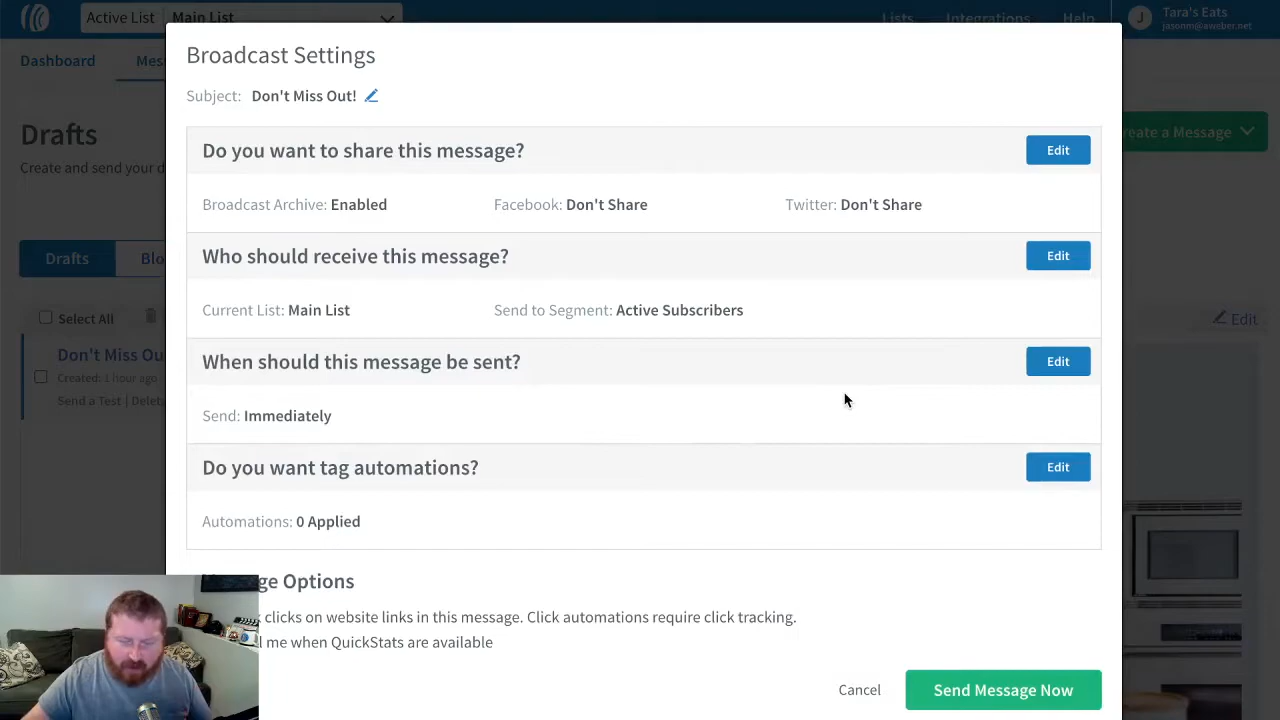 Active List Main List
Lists Integrations Help
Tara's Eats
J
jasonm@aweber.net
Dashboard
Mes
Broadcast Settings
Subject: Don't Miss Out!
Drafts
Create and send your d
reate a Message
Do you want to share this message?
Edit
Broadcast Archive: Enabled
Facebook: Don't Share
Twitter: Don't Share
Drafts
Blo
Who should receive this message?
Edit
Current List: Main List
Send to Segment: Active Subscribers
Select All
Edit
Don't Miss Ou
Created: 1 hour ago
Send a Test | Delet
When should this message be sent?
Edit
Send: Immediately
Do you want tag automations?
Edit
Automations: 0 Applied
ge Options
clicks on website links in this message. Click automations require click tracking.
l me when QuickStats are available
Cancel
Send Message Now